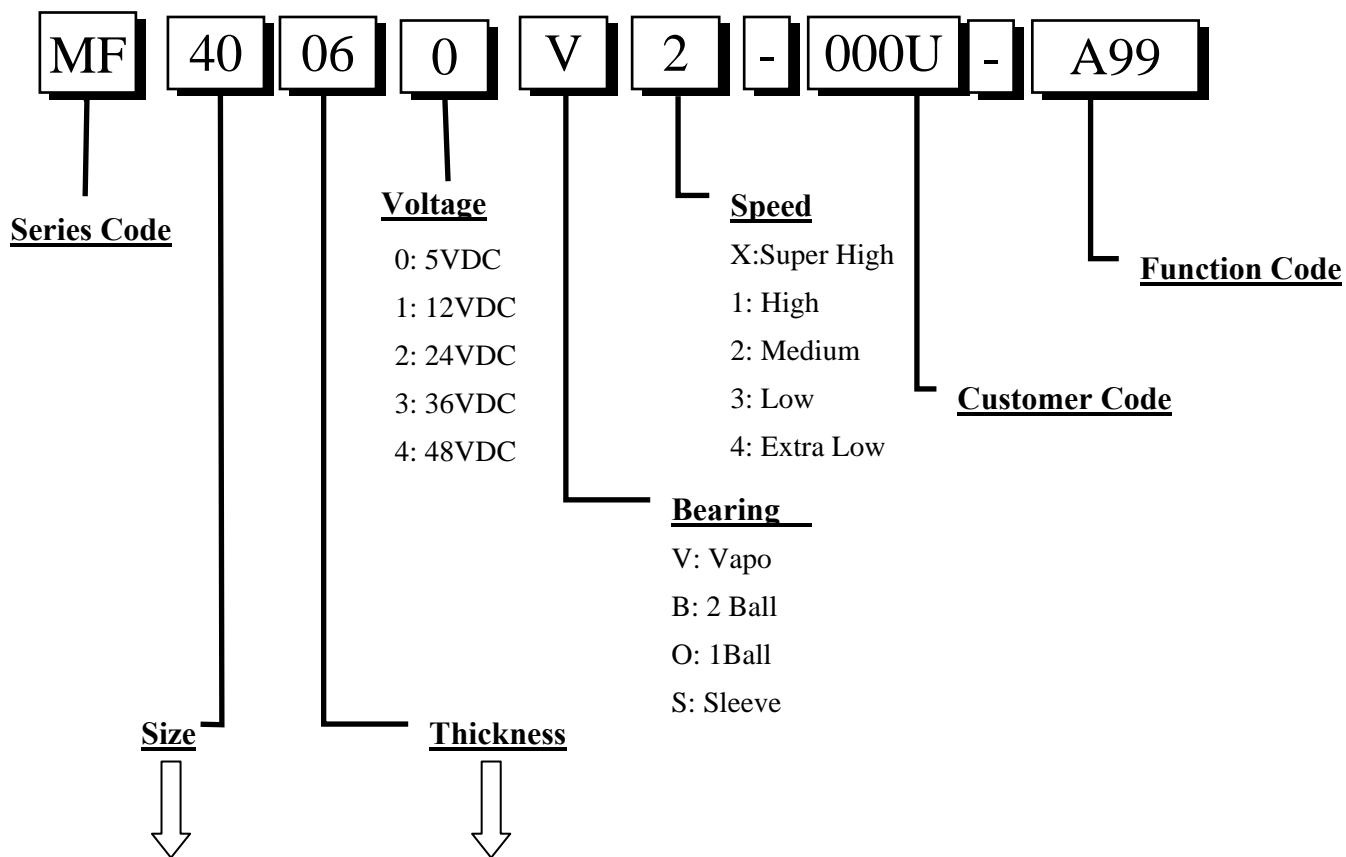 MF 40 06 0 V 2 - 000U - A99
Series Code
Voltage
0: 5VDC
1: 12VDC
2: 24VDC
3: 36VDC
4: 48VDC
Speed
X:Super High
1: High
2: Medium
3: Low
4: Extra Low
Function Code
Customer Code
Bearing
V: Vapo
B: 2 Ball
O: 1Ball
S: Sleeve
Size
Thickness